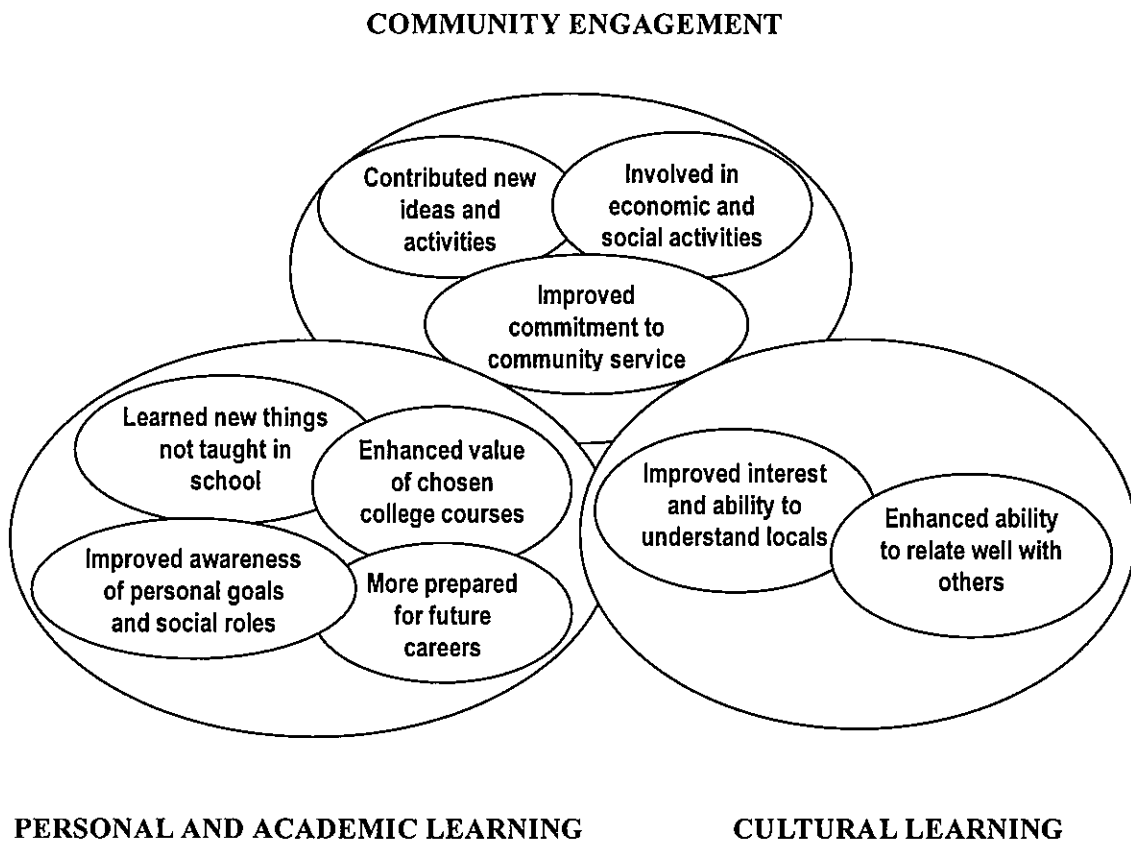 COMMUNITY ENGAGEMENT
Contributed new
ideas and
activities
Involved in
economic and
social activities
Improved
commitment to
community service
Learned new things
not taught in
school
Enhanced value
of chosen
college courses
Improved awareness
of personal goals
and social roles
More prepared
for future
careers
Improved interest
and ability to
understand locals
Enhanced ability
to relate well with
others
PERSONAL AND ACADEMIC LEARNING
CULTURAL LEARNING